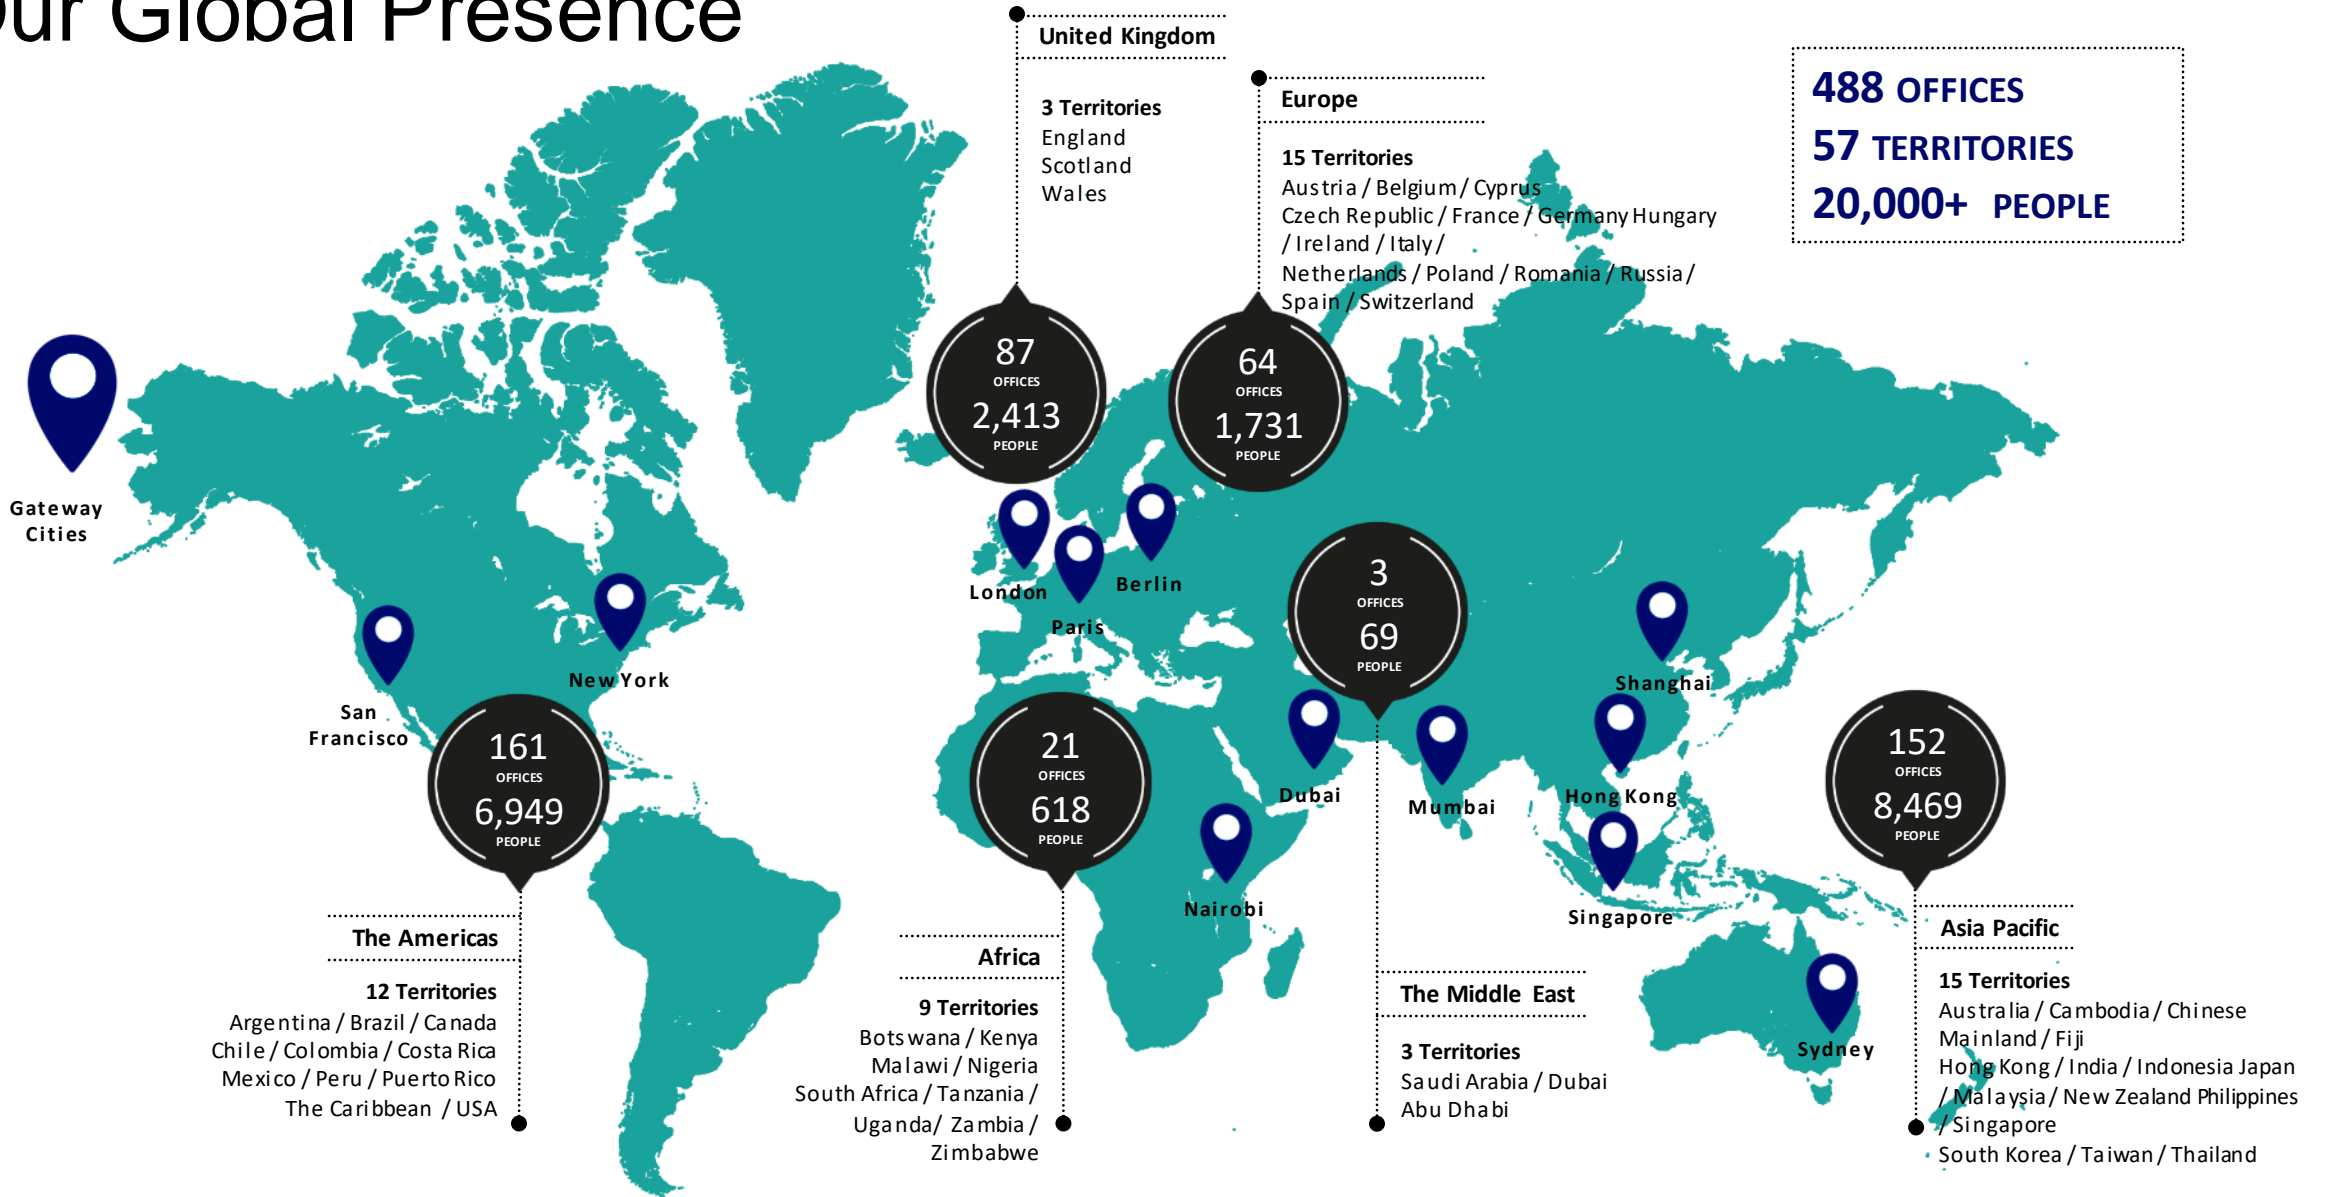 Our Global Presence
United Kingdom
3 Territories
England
Scotland
Wales
Europe
15 Territories
Austria / Belgium / Cyprus
Czech Republic / France / Germany Hungary
/ Ireland / Italy /
Netherlands / Poland / Romania / Russia /
Spain / Switzerland
488 OFFICES
57 TERRITORIES
20,000+ PEOPLE
87
OFFICES
2,413
PEOPLE
64
OFFICES
1,731
PEOPLE
Gateway
Cities
London
Paris
Berlin
3
OFFICES
69
PEOPLE
New York
San
Francisco
Shanghai
161
OFFICES
6,949
PEOPLE
21
OFFICES
618
PEOPLE
Dubai
Mumbai
Hong Kong
152
OFFICES
8,469
PEOPLE
Nairobi
Singapore
Sydney
The Americas
12 Territories
Argentina / Brazil / Canada
Chile / Colombia / Costa Rica
Mexico / Peru / Puerto Rico
The Caribbean / USA
Africa
9 Territories
Botswana / Kenya
Malawi / Nigeria
South Africa / Tanzania /
Uganda/ Zambia /
Zimbabwe
The Middle East
3 Territories
Saudi Arabia / Dubai
Abu Dhabi
Asia Pacific
15 Territories
Australia / Cambodia / Chinese
Mainland / Fiji
Hong Kong / India / Indonesia Japan
/ Malaysia / New Zealand Philippines
/ Singapore
South Korea / Taiwan / Thailand